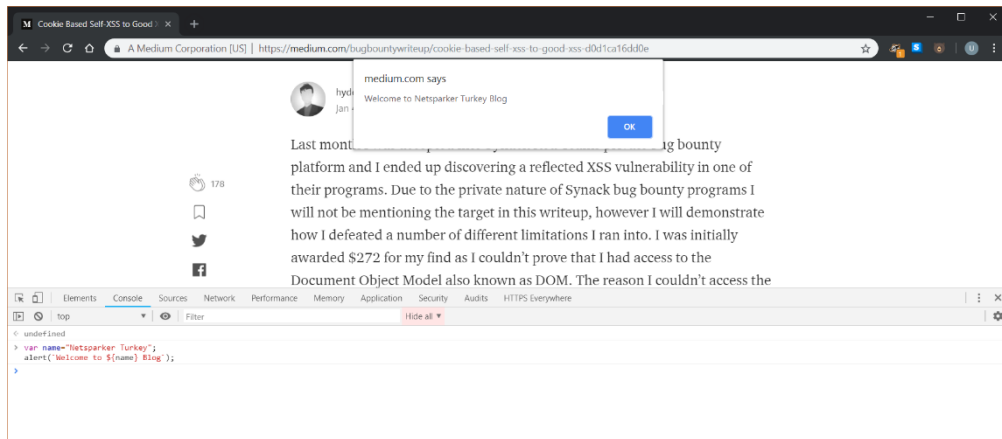 M Cookie Based Self-XSS to Good X
A Medium Corporation [US] | https://medium.com/bugbountywriteup/cookie-based-self-xss-to-good-xss-d0d1ca16dd0e
medium.com says
Welcome to Netsparker Turkey Blog
OK
hyd
Jan
Last mont
ug bounty
platform and I ended up discovering a reflected XSS vulnerability in one of
178
their programs. Due to the private nature of Synack bug bounty programs I
will not be mentioning the target in this writeup, however I will demonstrate
how I defeated a number of different limitations I ran into. I was initially
awarded $272 for my find as I couldn't prove that I had access to the
Document Object Model also known as DOM. The reason I couldn't access the
Elements Console Sources Network Performance Memory Application Security Audits HTTPS Everywhere
top Filter Hide all
undefined
var name="Netsparker Turkey";
alert(`Welcome to ${name} Blog`);